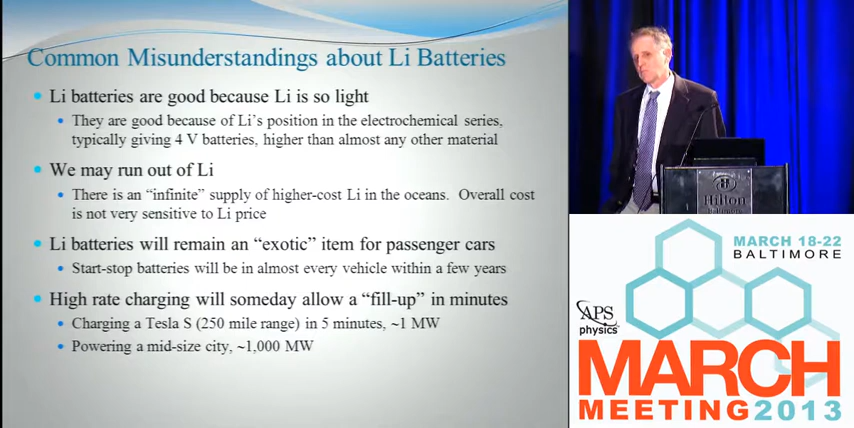 Common Misunderstandings about Li Batteries
Li batteries are good because Li is so light
They are good because of Li's position in the electrochemical series,
typically giving 4 V batteries, higher than almost any other material
We may run out of Li
There is an "infinite" supply of higher-cost Li in the oceans. Overall cost
is not very sensitive to Li price
Li batteries will remain an "exotic" item for passenger cars
Start-stop batteries will be in almost every vehicle within a few years
High rate charging will someday allow a "fill-up" in minutes
Charging a Tesla S (250 mile range) in 5 minutes, ~1 MW
Powering a mid-size city, ~1,000 MW
Hilton
MARCH 18-22
BALTIMORE
APS
physics
MARCH
MEETING2013